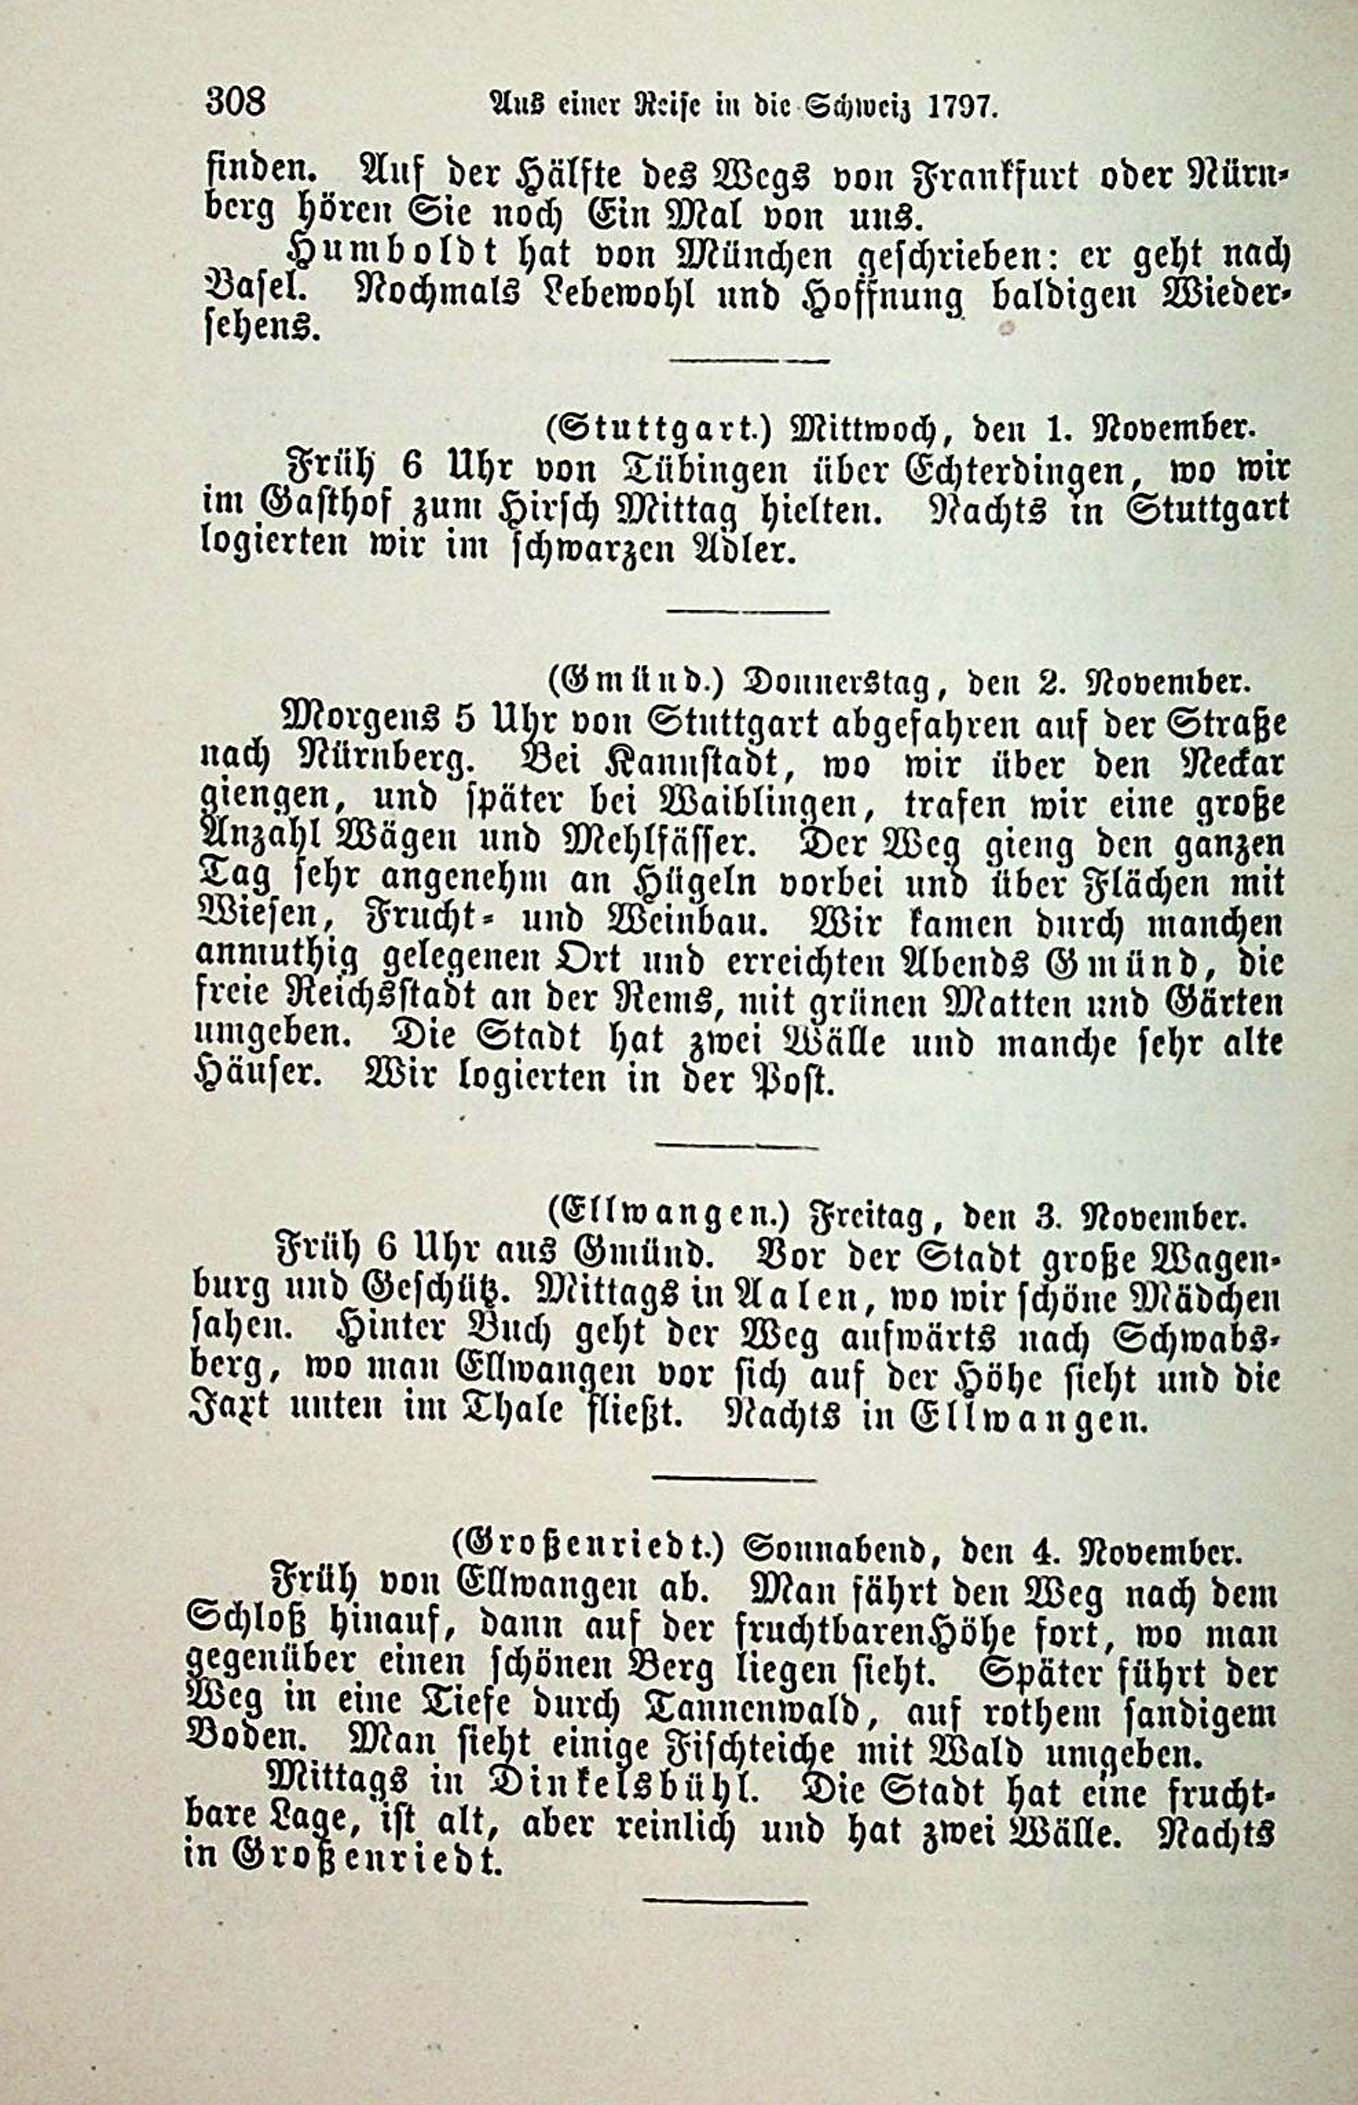 308 Aus einer Reise in die Schweiz 1797.
finden. Auf der Hälfte des Wegs von Frankfurt oder Nürn-
berg hören Sie noch Ein Mal von uns.
Humboldt hat von München geschrieben: er geht nach
Basel. Nochmals Lebewohl und Hoffnung baldigen Wieder-
sehens.
(Stuttgart.) Mittwoch, den 1. November.
Früh 6 Uhr von Tübingen über Echterdingen, wo wir
im Gasthof zum Hirsch Mittag hielten. Nachts in Stuttgart
logierten wir im schwarzen Adler.
(Gmünd.) Donnerstag, den 2. November.
Morgens 5 Uhr von Stuttgart abgefahren auf der Straße
nach Nürnberg. Bei Kannstadt, wo wir über den Neckar
giengen, und später bei Waiblingen, trafen wir eine große
Anzahl Wägen und Mehlfässer. Der Weg gieng den ganzen
Tag sehr angenehm an Hügeln vorbei und über Flächen mit
Wiesen, Frucht- und Weinbau. Wir kamen durch manchen
anmuthig gelegenen Ort und erreichten Abends Gmünd, die
freie Reichsstadt an der Rems, mit grünen Matten und Gärten
umgeben. Die Stadt hat zwei Wälle und manche sehr alte
Häuser. Wir logierten in der Post.
(Ellwangen.) Freitag, den 3. November.
Früh 6 Uhr aus Gmünd. Vor der Stadt große Wagen-
burg und Geschütz. Mittags in Aalen, wo wir schöne Mädchen
sahen. Hinter Buch geht der Weg aufwärts nach Schwabs-
berg, wo man Ellwangen vor sich auf der Höhe sieht und die
Jaxt unten im Thale fließt. Nachts in Ellwangen.
(Großenriedt.) Sonnabend, den 4. November.
Früh von Ellwangen ab. Man fährt den Weg nach dem
Schloß hinauf, dann auf der fruchtbaren Höhe fort, wo man
gegenüber einen schönen Berg liegen sieht. Später führt der
Weg in eine Tiefe durch Tannenwald, auf rothem sandigem
Boden. Man sieht einige Fischteiche mit Wald umgeben.
Mittags in Dinkelsbühl. Die Stadt hat eine frucht-
bare Lage, ist alt, aber reinlich und hat zwei Wälle. Nachts
in Großenriedt.